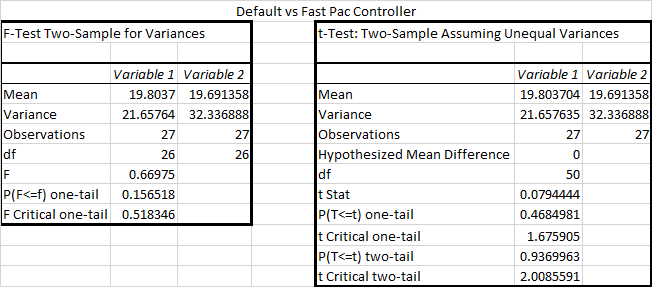 Default vs Fast Pac Controller
F-Test Two-Sample for Variances
Variable 1 Variable 2
Mean 19.8037 19.691358
Variance 21.65764 32.336888
Observations 27 27
df 26 26
F 0.66975
P(F<=f) one-tail 0.156518
F Critical one-tail 0.518346
t-Test: Two-Sample Assuming Unequal Variances
Variable 1 Variable 2
Mean 19.803704 19.691358
Variance 21.657635 32.336888
Observations 27 27
Hypothesized Mean Difference 0
df 50
t Stat 0.0794444
P(T<=t) one-tail 0.4684981
t Critical one-tail 1.675905
P(T<=t) two-tail 0.9369963
t Critical two-tail 2.0085591